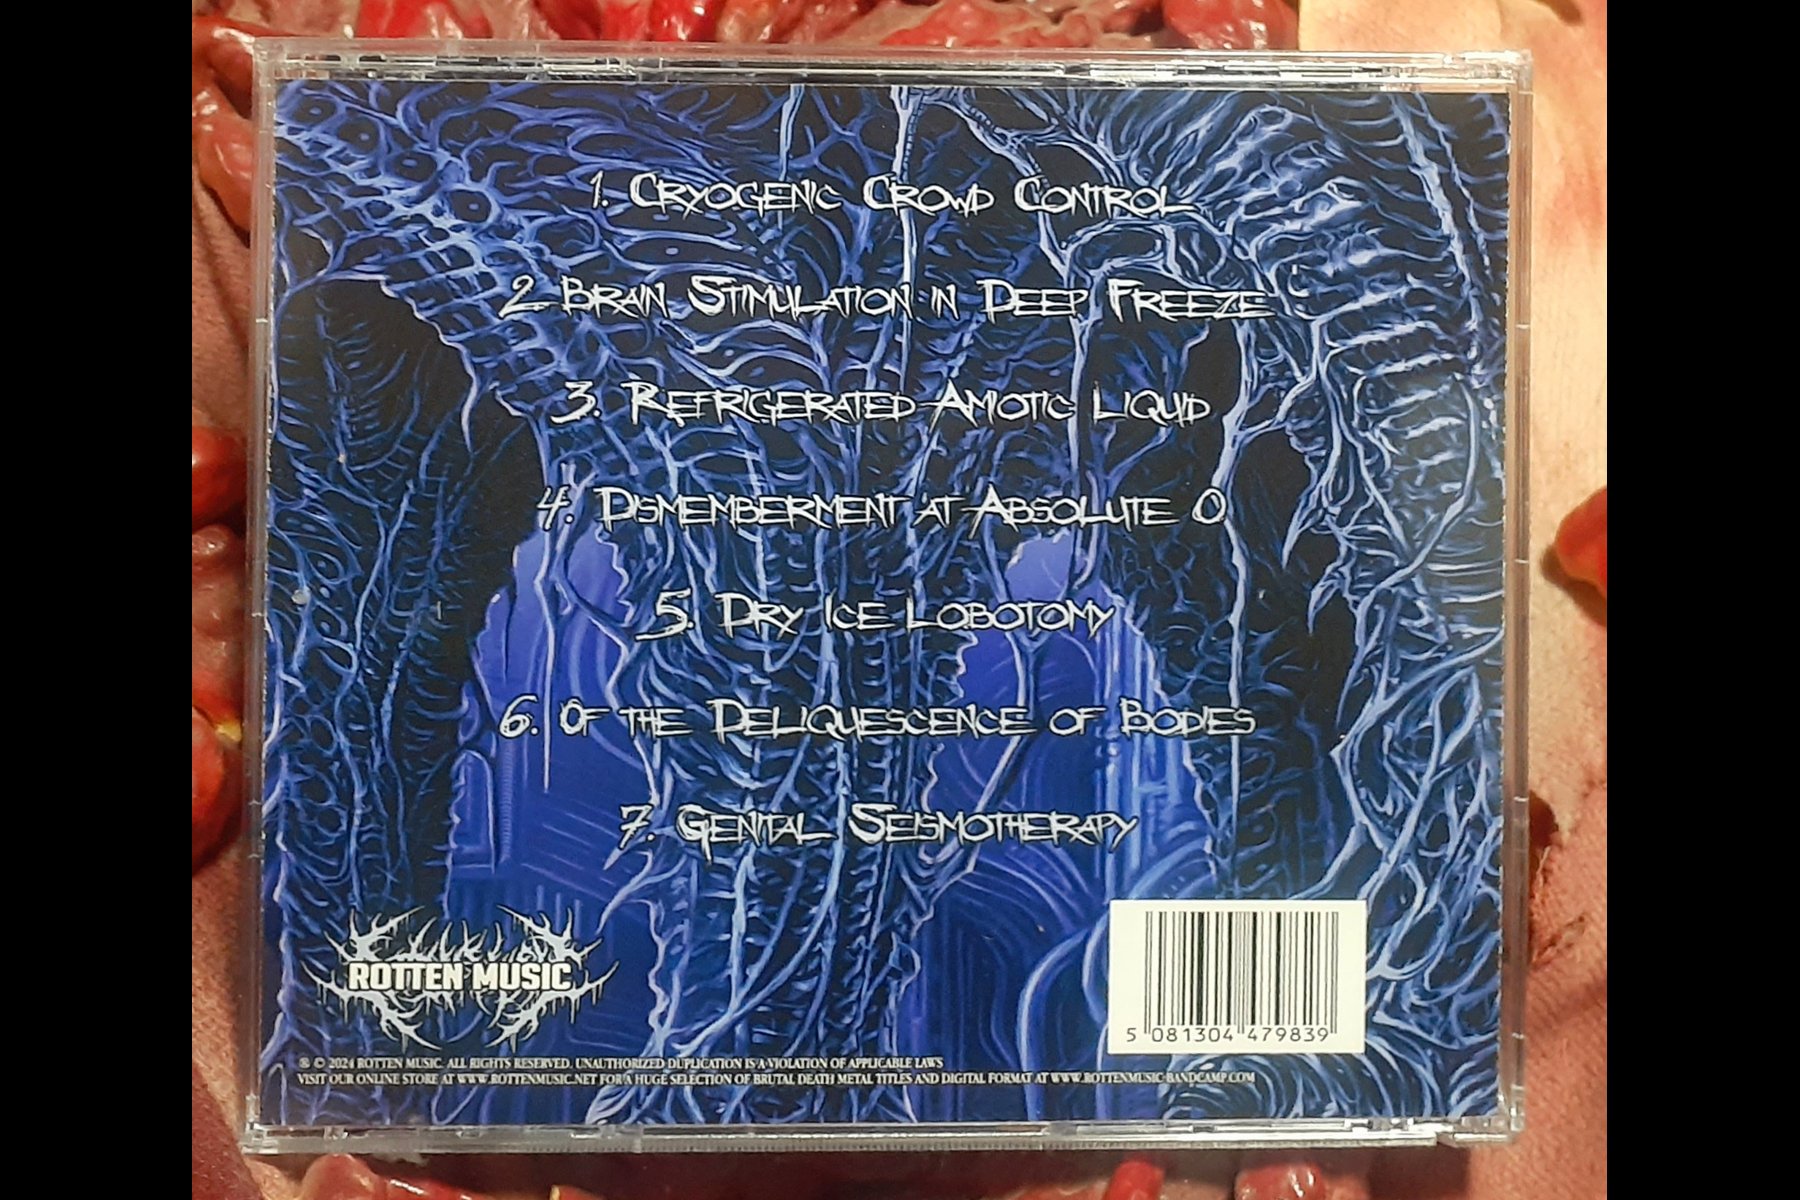 1. Cryogenic Crowd Control
2 Brain Stimulation in Deep Freeze
3. Refrigerated Amiotic Liquid
4. Dismemberment at Absolute 0
5. Dry Ice Lobotomy
6. Of the Deliquescence of Bodies
7. Genital Seismotherapy
ROTTEN MUSIC
5 081304 479839
® © 2024 ROTTEN MUSIC. ALL RIGHTS RESERVED. UNAUTHORIZED DUPLICATION IS A VIOLATION OF APPLICABLE LAWS
VISIT OUR ONLINE STORE AT WWW.ROTTENMUSIC.NET FOR A HUGE SELECTION OF BRUTAL DEATH METAL TITLES AND DIGITAL FORMAT AT WWW.ROTTENMUSIC.BANDCAMP.COM